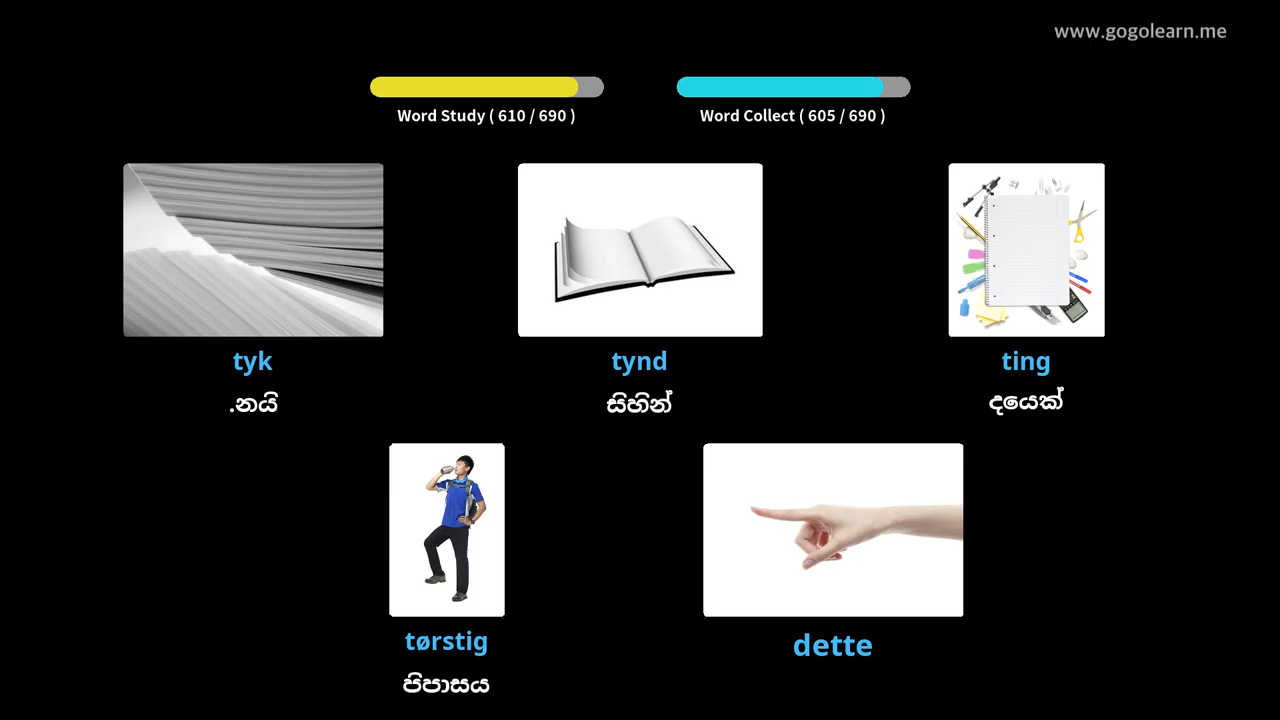 www.gogolearn.me
Word Study ( 610 / 690 )
Word Collect ( 605 / 690 )
tyk
tynd
ting
.නයි
සිහින්
දයෙක්
tørstig
dette
පිපාසය